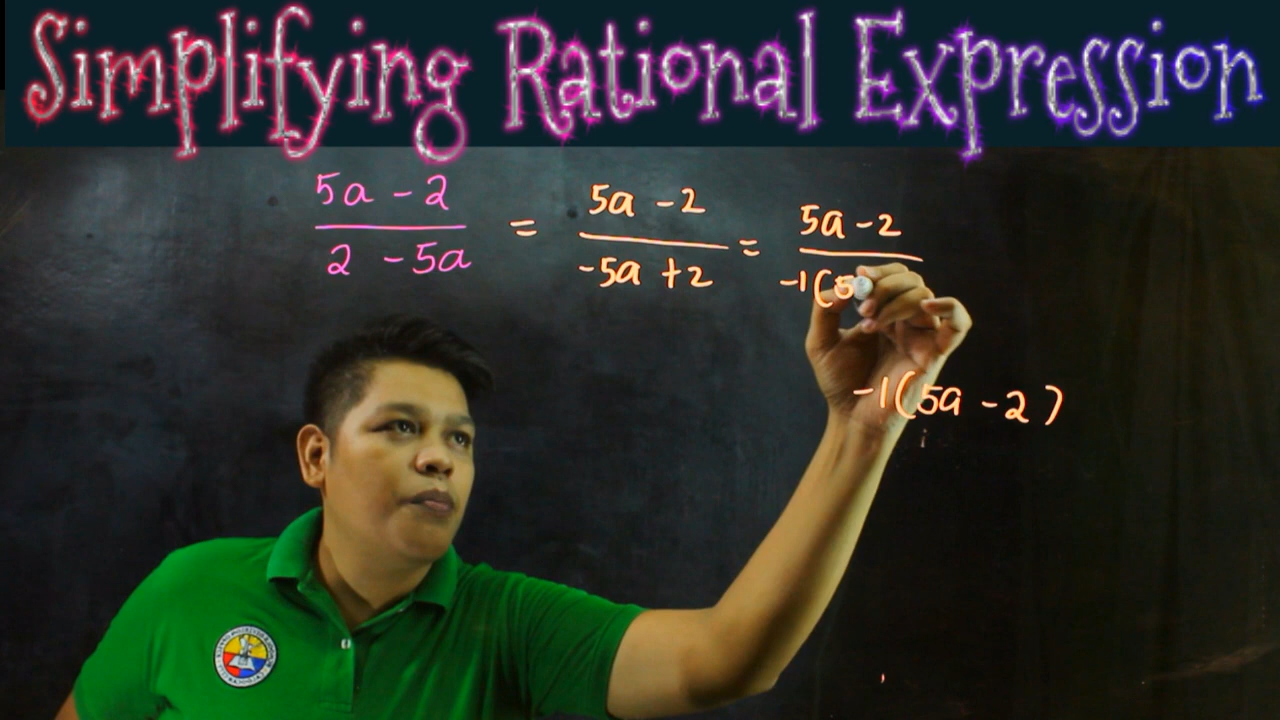 Simplifying Rational Expression
5a - 2 / 2 - 5a = 5a - 2 / -5a + 2 = 5a - 2 / -1(5
-1(5a - 2)